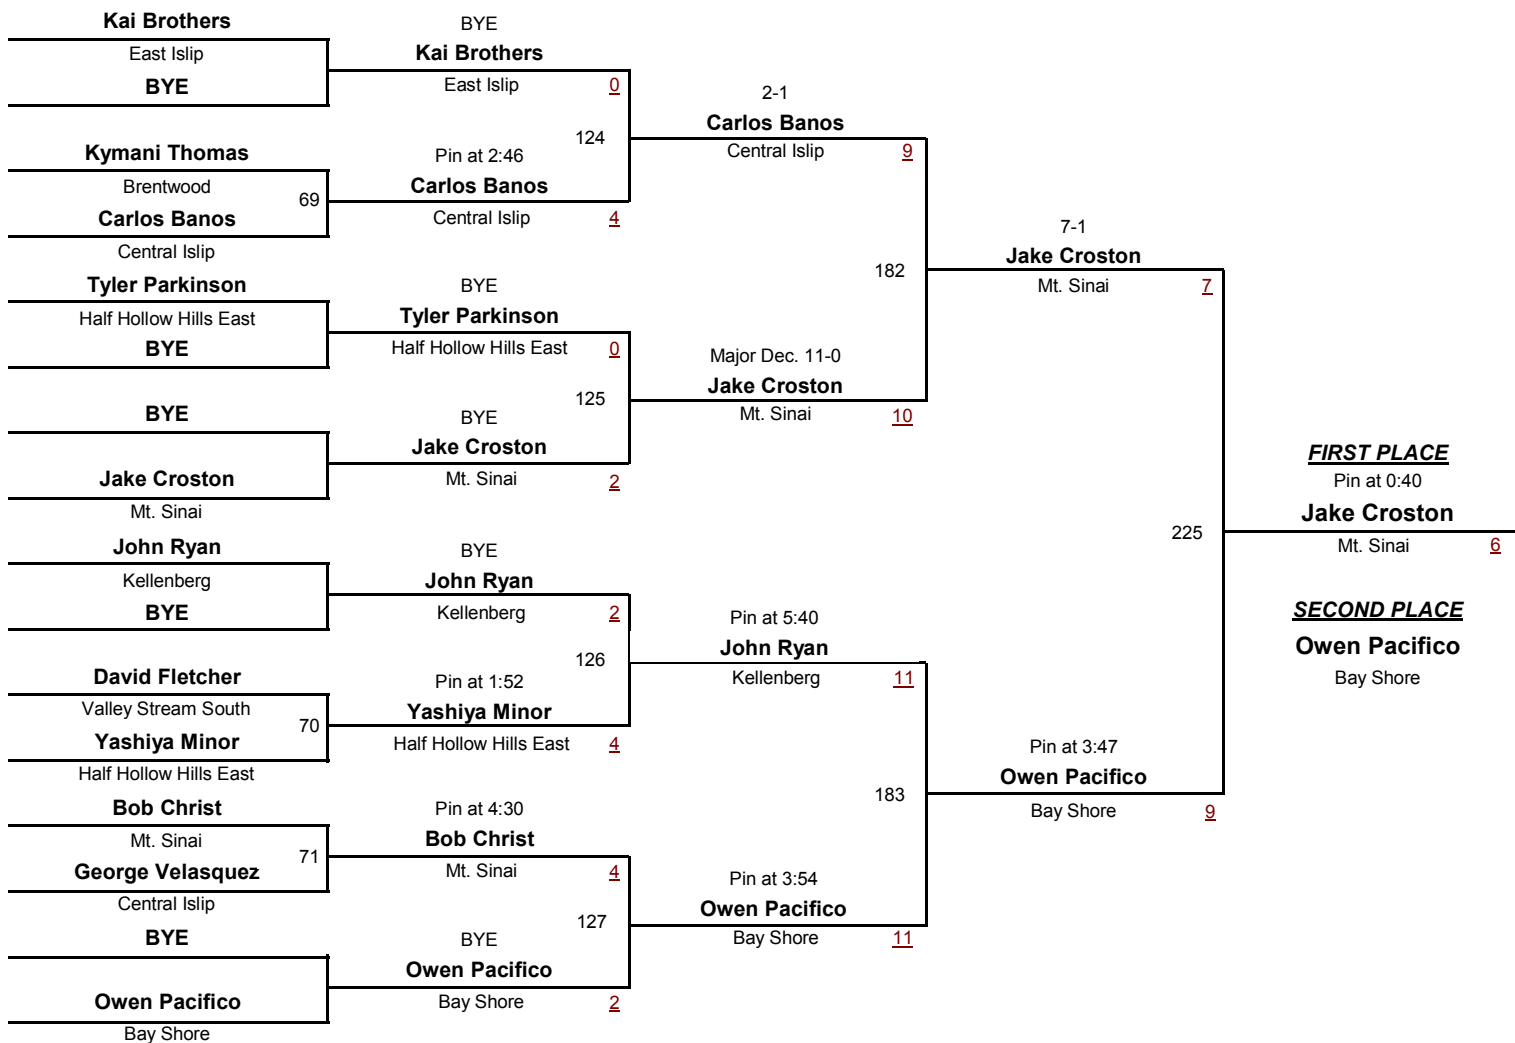 Kai Brothers
East Islip
BYE
Kymani Thomas
Brentwood
69
Carlos Banos
Central Islip
Tyler Parkinson
Half Hollow Hills East
BYE
BYE
Jake Croston
Mt. Sinai
John Ryan
Kellenberg
BYE
David Fletcher
Valley Stream South
70
Yashiya Minor
Half Hollow Hills East
Bob Christ
Mt. Sinai
71
George Velasquez
Central Islip
BYE
Owen Pacifico
Bay Shore
BYE
Kai Brothers
East Islip 0
124
Pin at 2:46
Carlos Banos
Central Islip 4
BYE
Tyler Parkinson
Half Hollow Hills East 0
125
BYE
Jake Croston
Mt. Sinai 2
BYE
John Ryan
Kellenberg 2
126
Pin at 1:52
Yashiya Minor
Half Hollow Hills East 4
Pin at 4:30
Bob Christ
Mt. Sinai 4
127
BYE
Owen Pacifico
Bay Shore 2
2-1
Carlos Banos
Central Islip 9
182
Major Dec. 11-0
Jake Croston
Mt. Sinai 10
Pin at 5:40
John Ryan
Kellenberg 11
183
Pin at 3:54
Owen Pacifico
Bay Shore 11
7-1
Jake Croston
Mt. Sinai 7
225
Pin at 3:47
Owen Pacifico
Bay Shore 9
FIRST PLACE
Pin at 0:40
Jake Croston
Mt. Sinai 6
SECOND PLACE
Owen Pacifico
Bay Shore